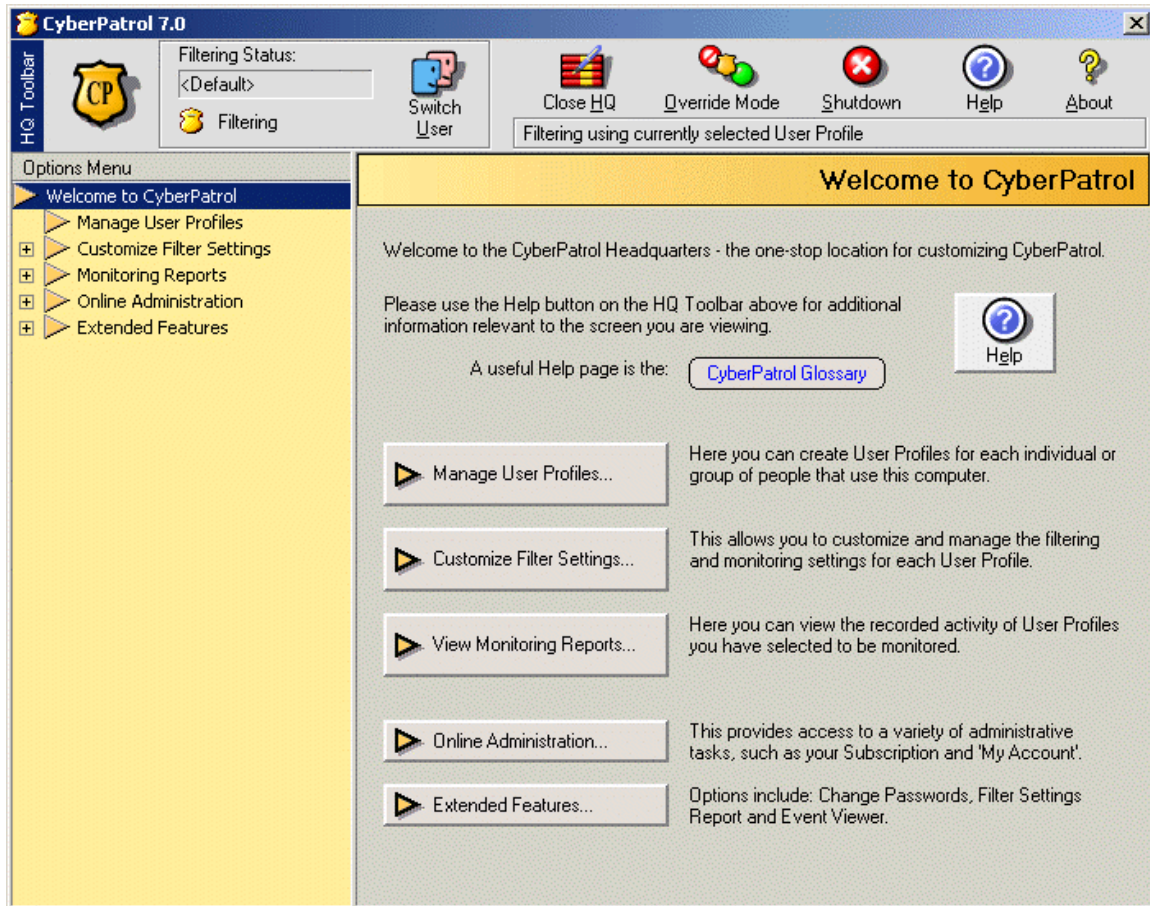 CyberPatrol 7.0
HQ Toolbar
CP
Filtering Status:
<Default>
Filtering
Switch
User
Close HQ
Override Mode
Shutdown
Help
About
Filtering using currently selected User Profile
Options Menu
Welcome to CyberPatrol
Manage User Profiles
Customize Filter Settings
Monitoring Reports
Online Administration
Extended Features
Welcome to CyberPatrol
Welcome to the CyberPatrol Headquarters - the one-stop location for customizing CyberPatrol.
Please use the Help button on the HQ Toolbar above for additional
information relevant to the screen you are viewing.
Help
A useful Help page is the:
CyberPatrol Glossary
Manage User Profiles...
Here you can create User Profiles for each individual or
group of people that use this computer.
Customize Filter Settings...
This allows you to customize and manage the filtering
and monitoring settings for each User Profile.
View Monitoring Reports...
Here you can view the recorded activity of User Profiles
you have selected to be monitored.
Online Administration...
This provides access to a variety of administrative
tasks, such as your Subscription and 'My Account'.
Extended Features...
Options include: Change Passwords, Filter Settings
Report and Event Viewer.